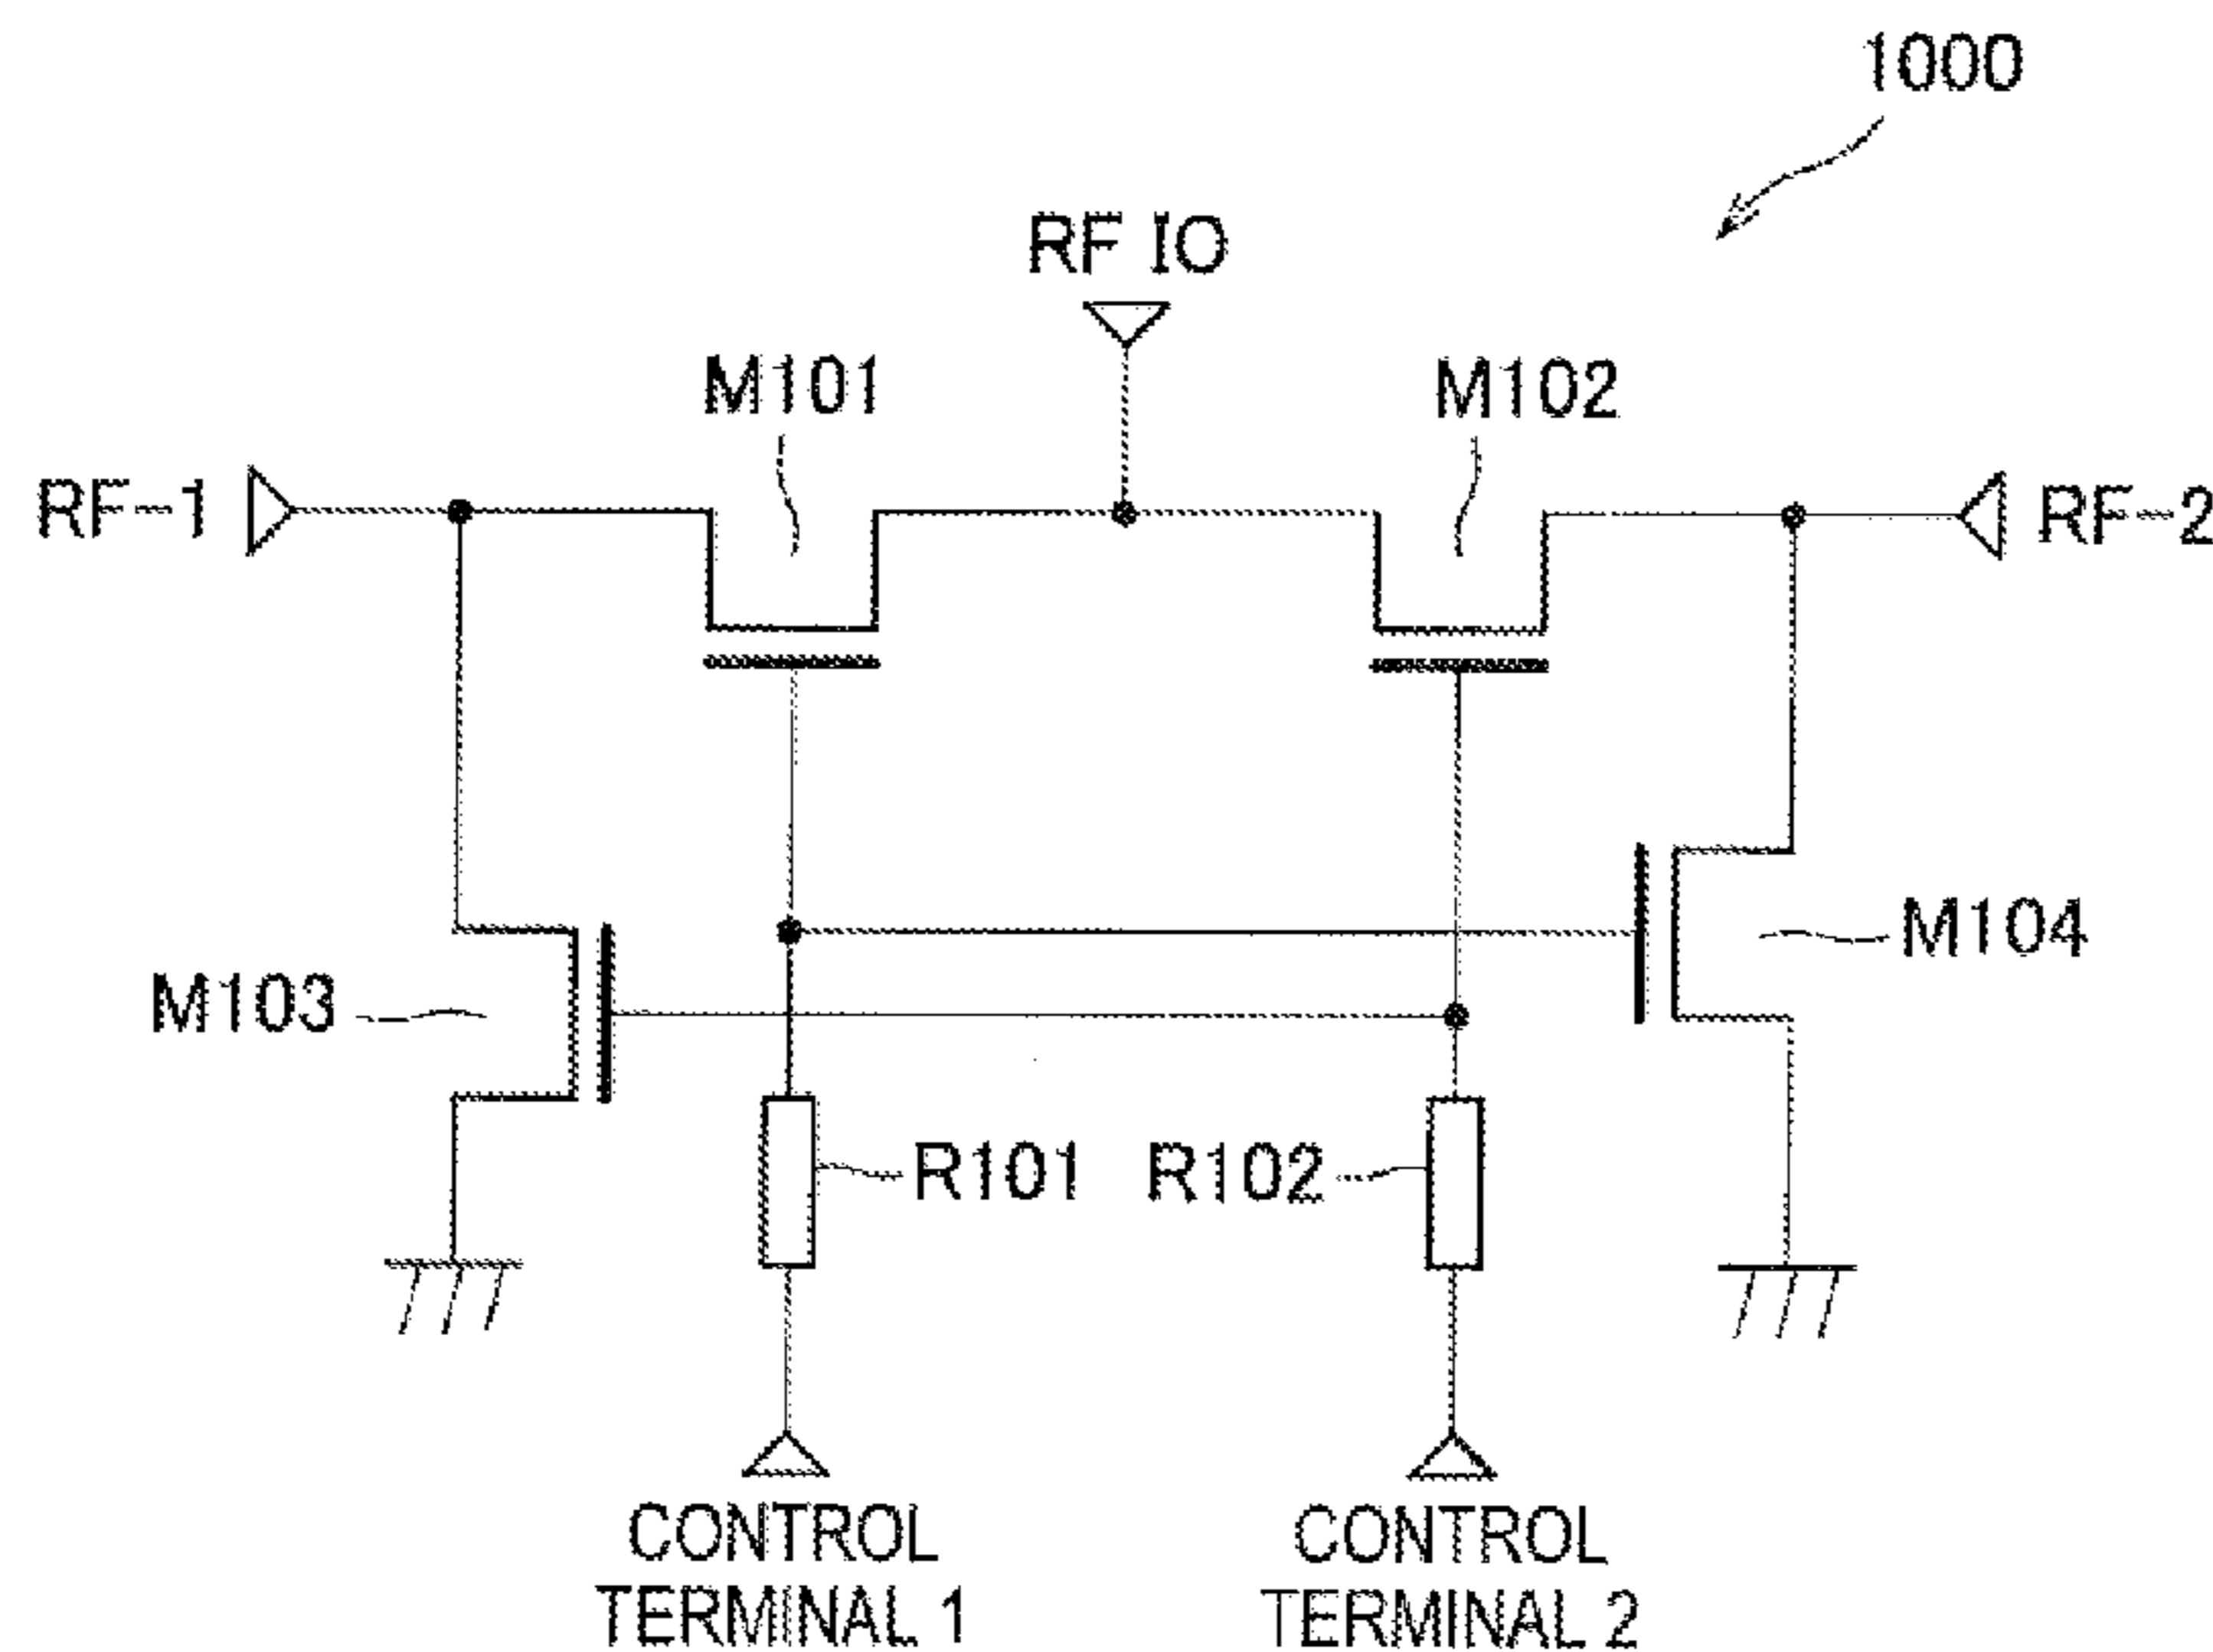 1000
RF IO
M101
M102
RF-1
RF-2
M104
M103
R101
R102
CONTROL
TERMINAL 1
CONTROL
TERMINAL 2